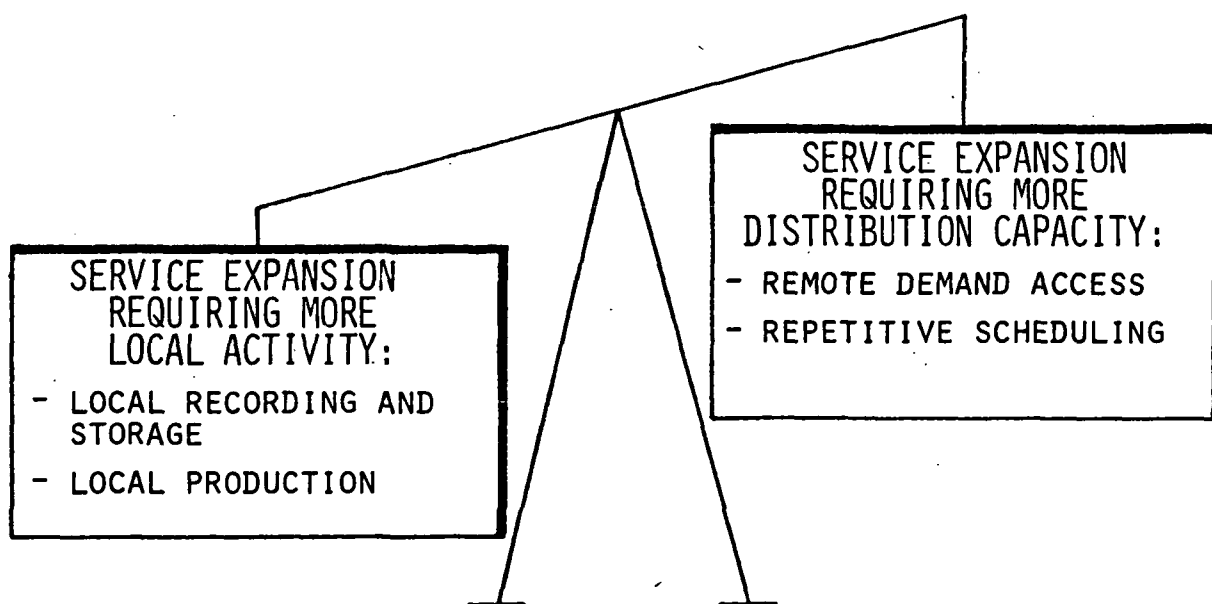 SERVICE EXPANSION
REQUIRING MORE
LOCAL ACTIVITY:
- LOCAL RECORDING AND
STORAGE
- LOCAL PRODUCTION
SERVICE EXPANSION
REQUIRING MORE
DISTRIBUTION CAPACITY:
- REMOTE DEMAND ACCESS
- REPETITIVE SCHEDULING